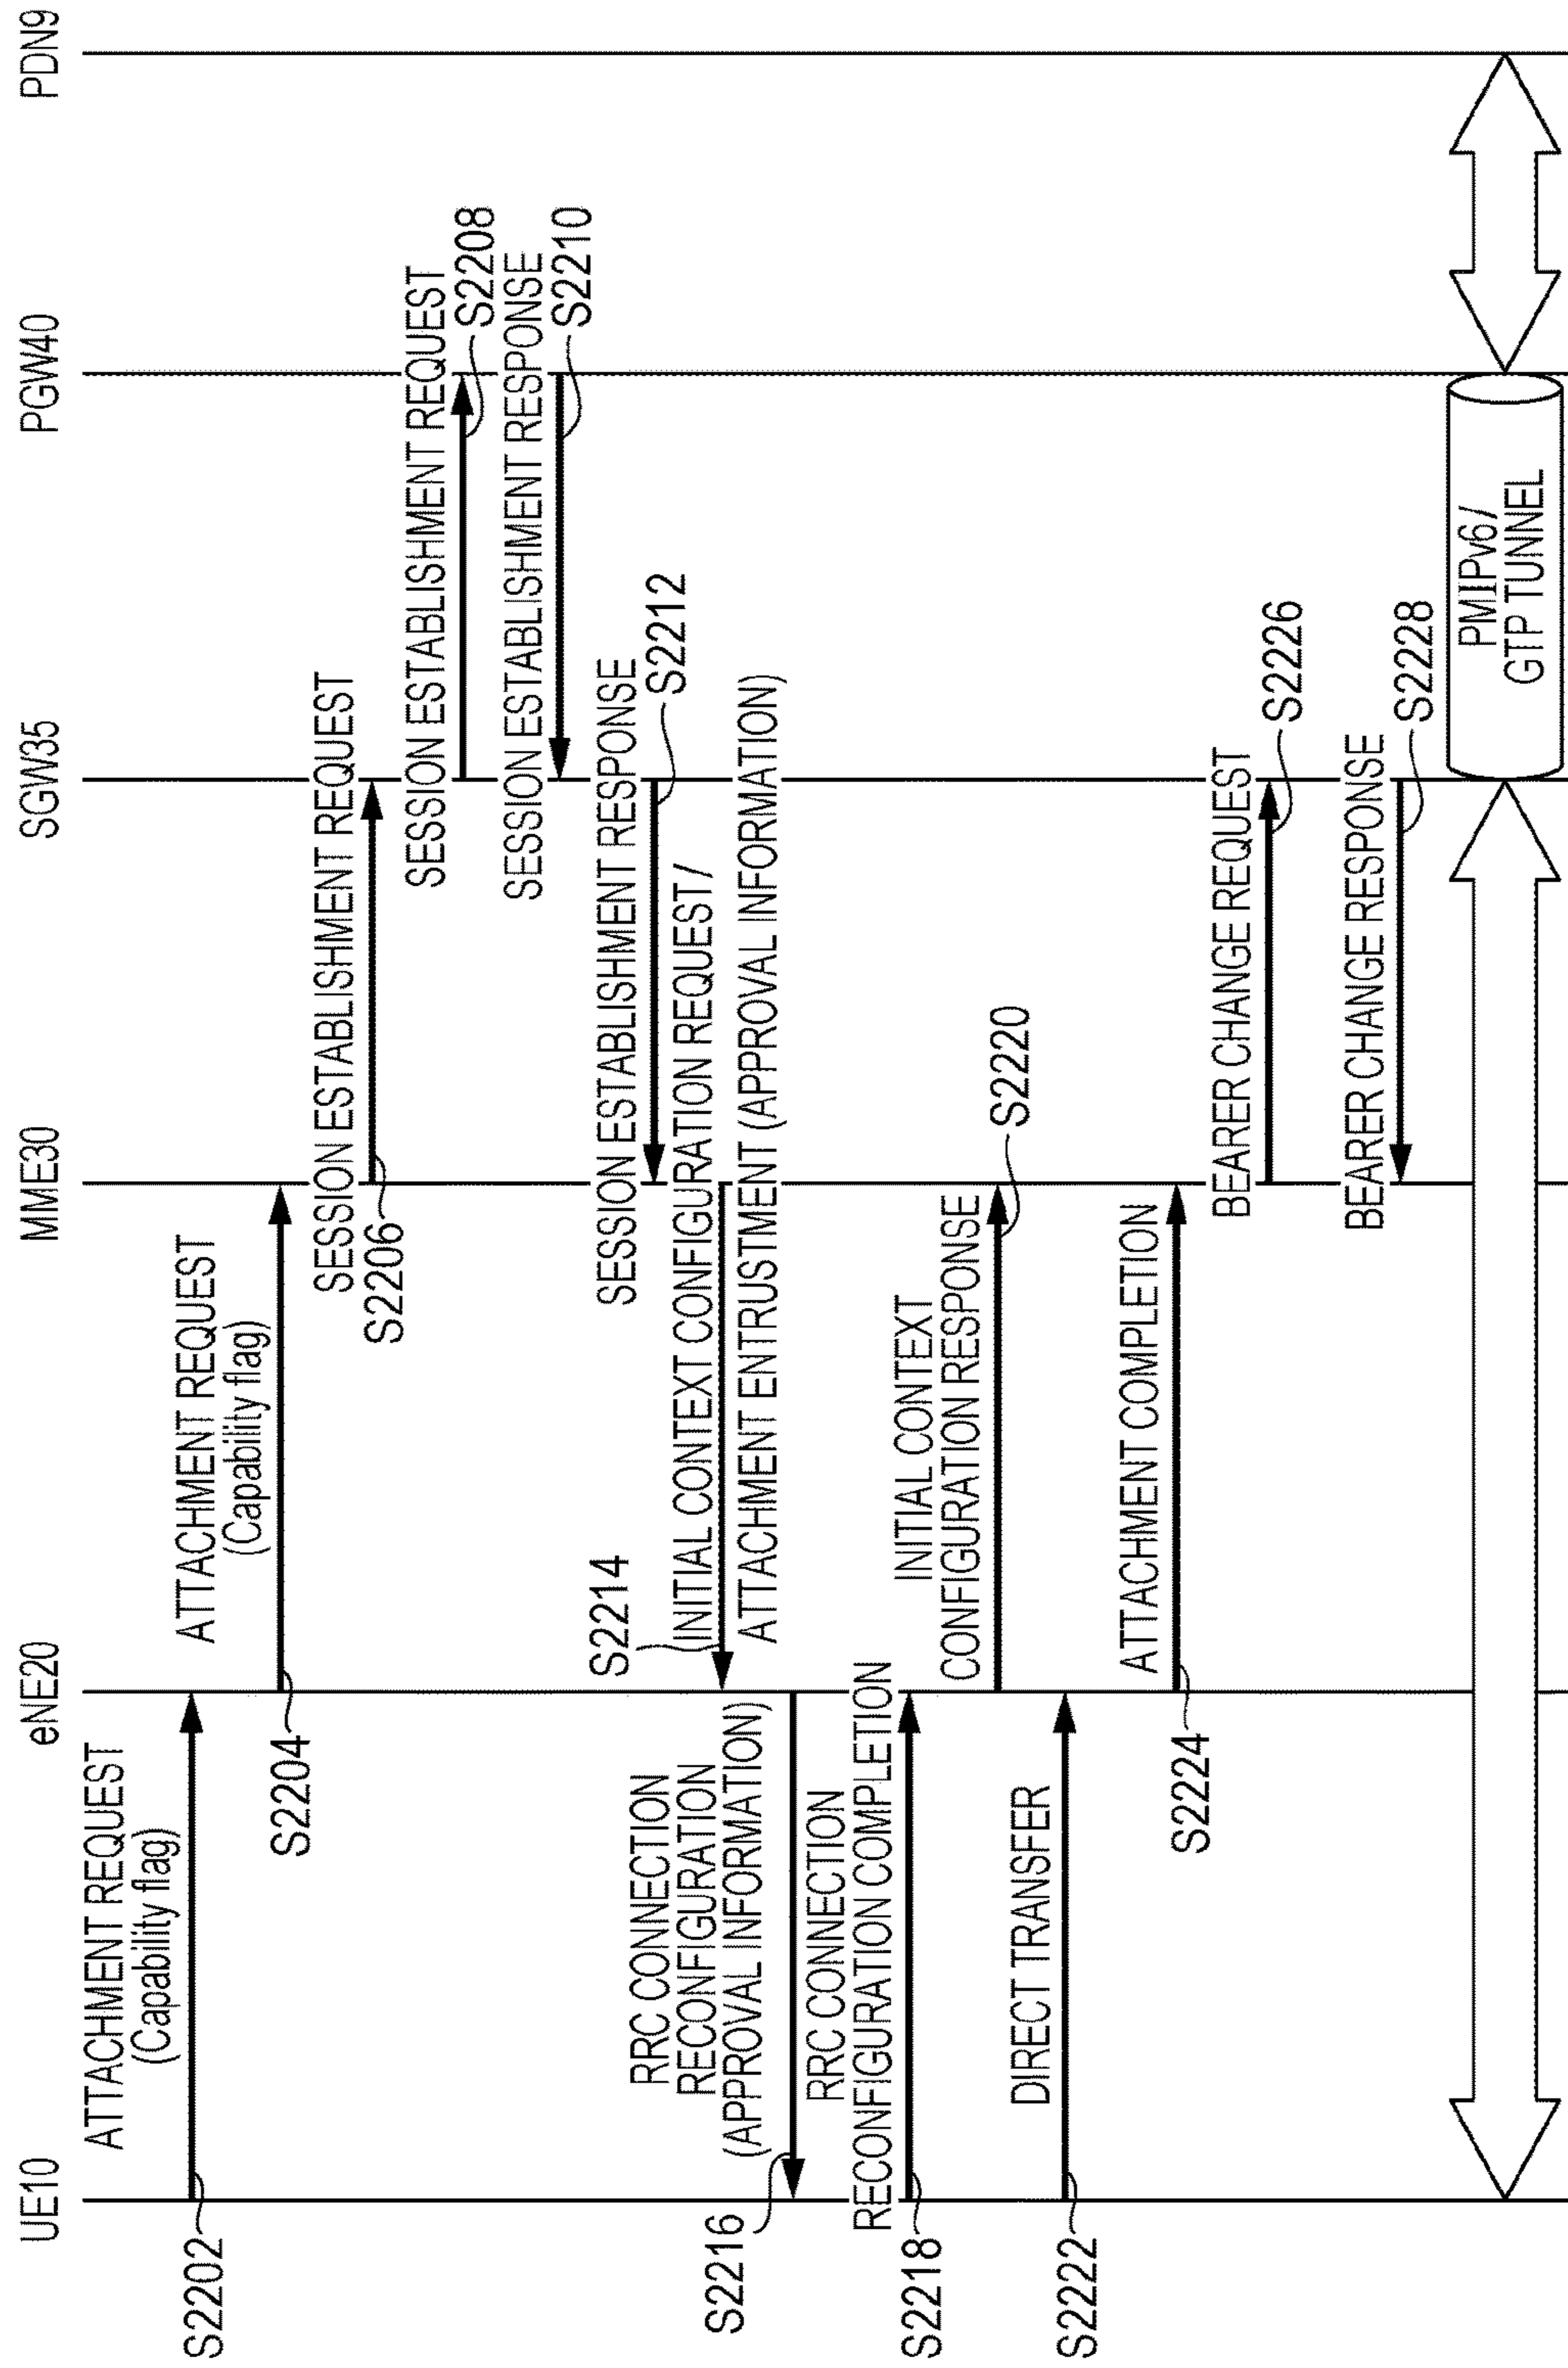 UE10
eNE20
MME30
SGW35
PGW40
PDN9
ATTACHMENT REQUEST
(Capability flag)
S2202
ATTACHMENT REQUEST
(Capability flag)
S2204
SESSION ESTABLISHMENT REQUEST
S2206
SESSION ESTABLISHMENT REQUEST
S2208
SESSION ESTABLISHMENT RESPONSE
S2210
SESSION ESTABLISHMENT RESPONSE
S2212
S2214
INITIAL CONTEXT CONFIGURATION REQUEST/
ATTACHMENT ENTRUSTMENT (APPROVAL INFORMATION)
RRC CONNECTION
RECONFIGURATION
(APPROVAL INFORMATION)
S2216
RRC CONNECTION
RECONFIGURATION COMPLETION
S2218
INITIAL CONTEXT
CONFIGURATION RESPONSE
S2220
DIRECT TRANSFER
S2222
ATTACHMENT COMPLETION
S2224
BEARER CHANGE REQUEST
S2226
BEARER CHANGE RESPONSE
S2228
PMIPv6/
GTP TUNNEL